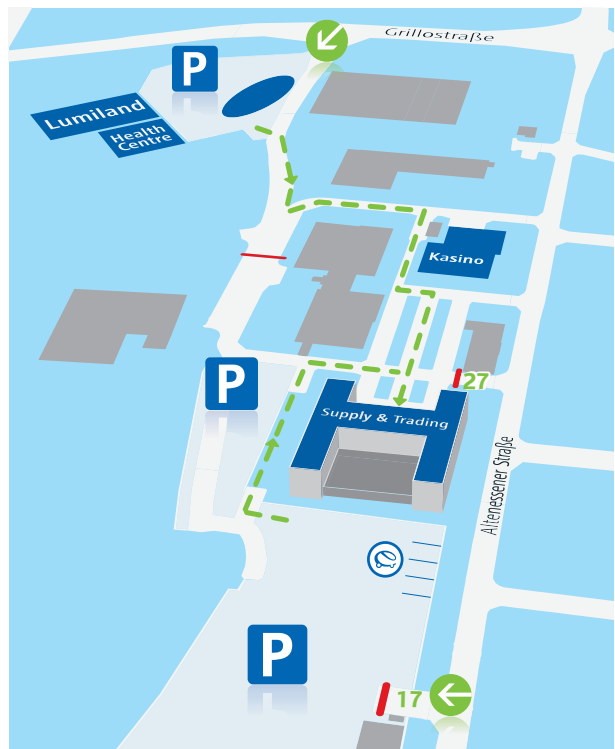 Grillostraße
P
Lumiland
Health
Centre
Kasino
P
27
Supply & Trading
Altenessener Straße
P
17